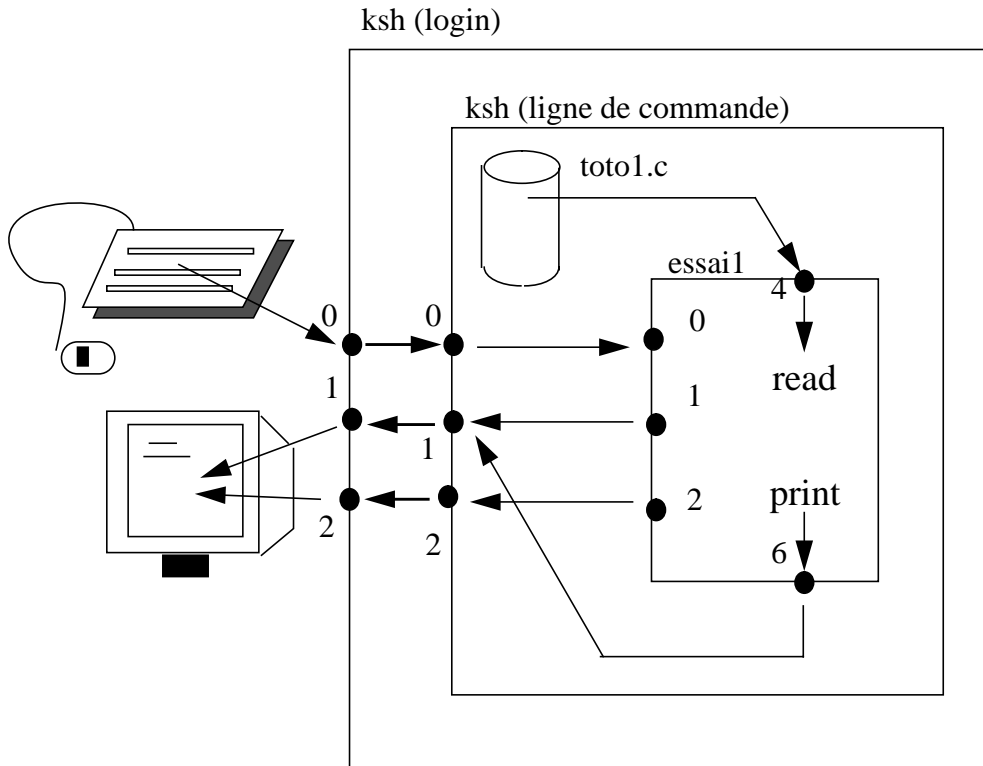 ksh (login)
ksh (ligne de commande)
toto1.c
essai1
4
0
0
0
read
1
1
1
print
2
2
2
6